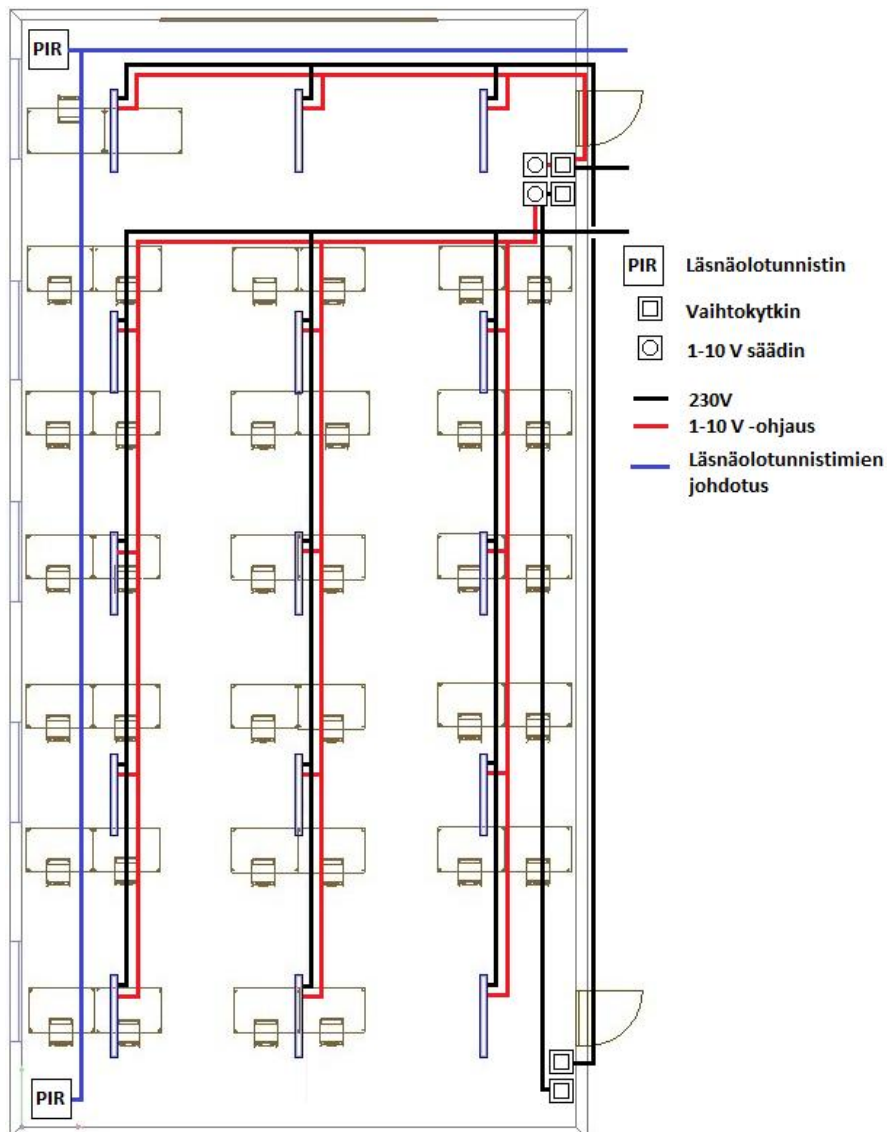 PIR
PIR
Läsnäolotunnistin
Vaihtokytkin
1-10 V säädin
230V
1-10 V -ohjaus
Läsnäolotunnistimien
johdotus
PIR